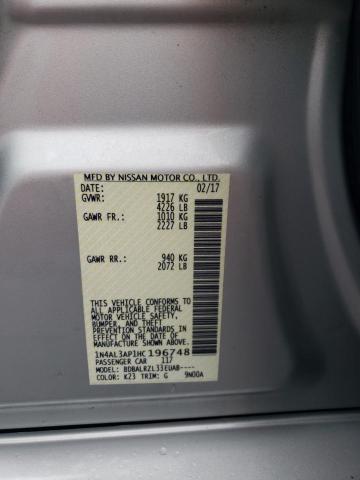 MFD BY NISSAN MOTOR CO., LTD.
DATE: 02/17
GVWR: 1917 KG
4226 LB
GAWR FR: 1010 KG
2227 LB
GAWR RR: 940 KG
2072 LB
THIS VEHICLE CONFORMS TO
ALL APPLICABLE FEDERAL
MOTOR VEHICLE SAFETY,
BUMPER, AND THEFT
PREVENTION STANDARDS IN
EFFECT ON THE DATE OF
MANUFACTURE SHOWN ABOVE.
1N4AL3AP1HC196748
PASSENGER CAR 117
MODEL: BDBALRZL33EUAB----
COLOR: K23 TRIM: G 9N00A